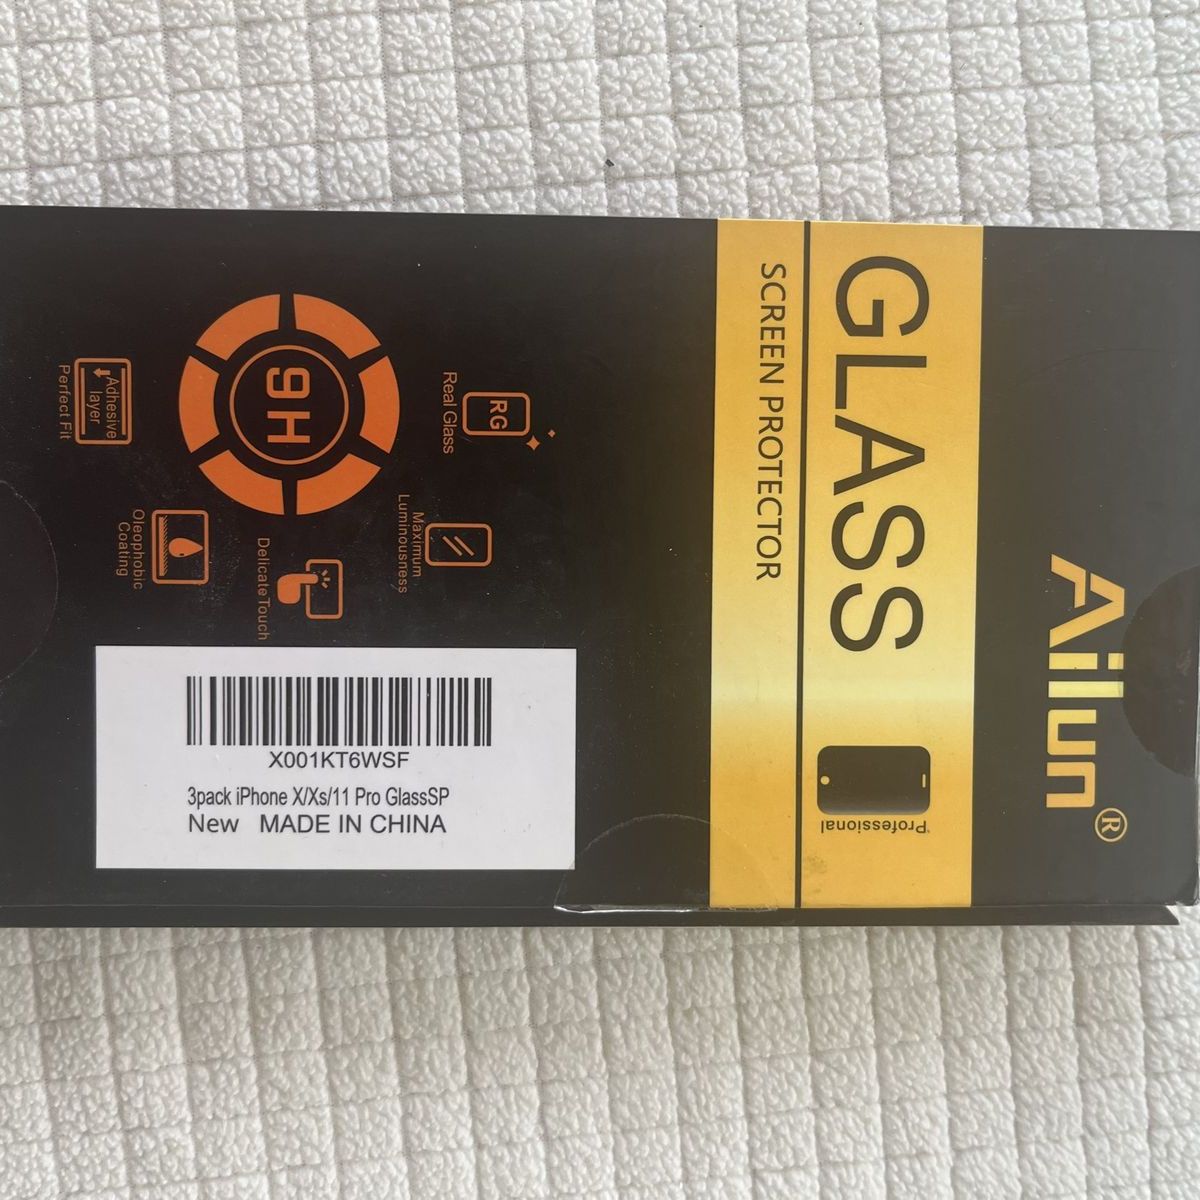 Ailun®
GLASS
SCREEN PROTECTOR
Professional
RG
Real Glass
Maximum
Luminousness
9H
Delicate Touch
Oleophobic
Coating
Adhesive
layer
Perfect Fit
X001KT6WSF
3pack iPhone X/Xs/11 Pro GlassSP
New MADE IN CHINA